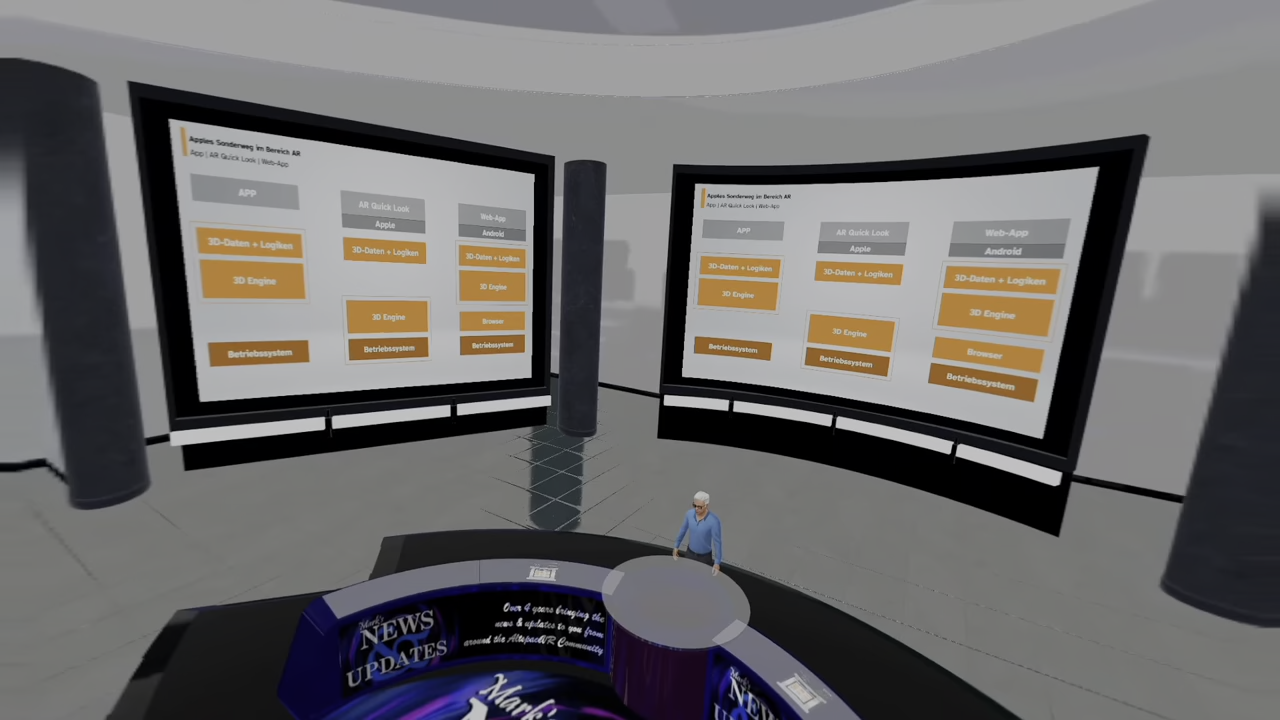 Apples Sonderweg im Bereich AR
App | AR Quick Look | Web-App
APP
AR Quick Look
Apple
Web-App
Android
3D-Daten + Logiken
3D-Daten + Logiken
3D-Daten + Logiken
3D Engine
3D Engine
3D Engine
Browser
Betriebssystem
Betriebssystem
Betriebssystem
Apples Sonderweg im Bereich AR
App | AR Quick Look | Web-App
APP
AR Quick Look
Apple
Web-App
Android
3D-Daten + Logiken
3D-Daten + Logiken
3D-Daten + Logiken
3D Engine
3D Engine
3D Engine
Browser
Betriebssystem
Betriebssystem
Betriebssystem
Mark's
NEWS
&
UPDATES
Over 4 years bringing the
news & updates to you from
around the AltspaceVR Community
Mark's
Mark's